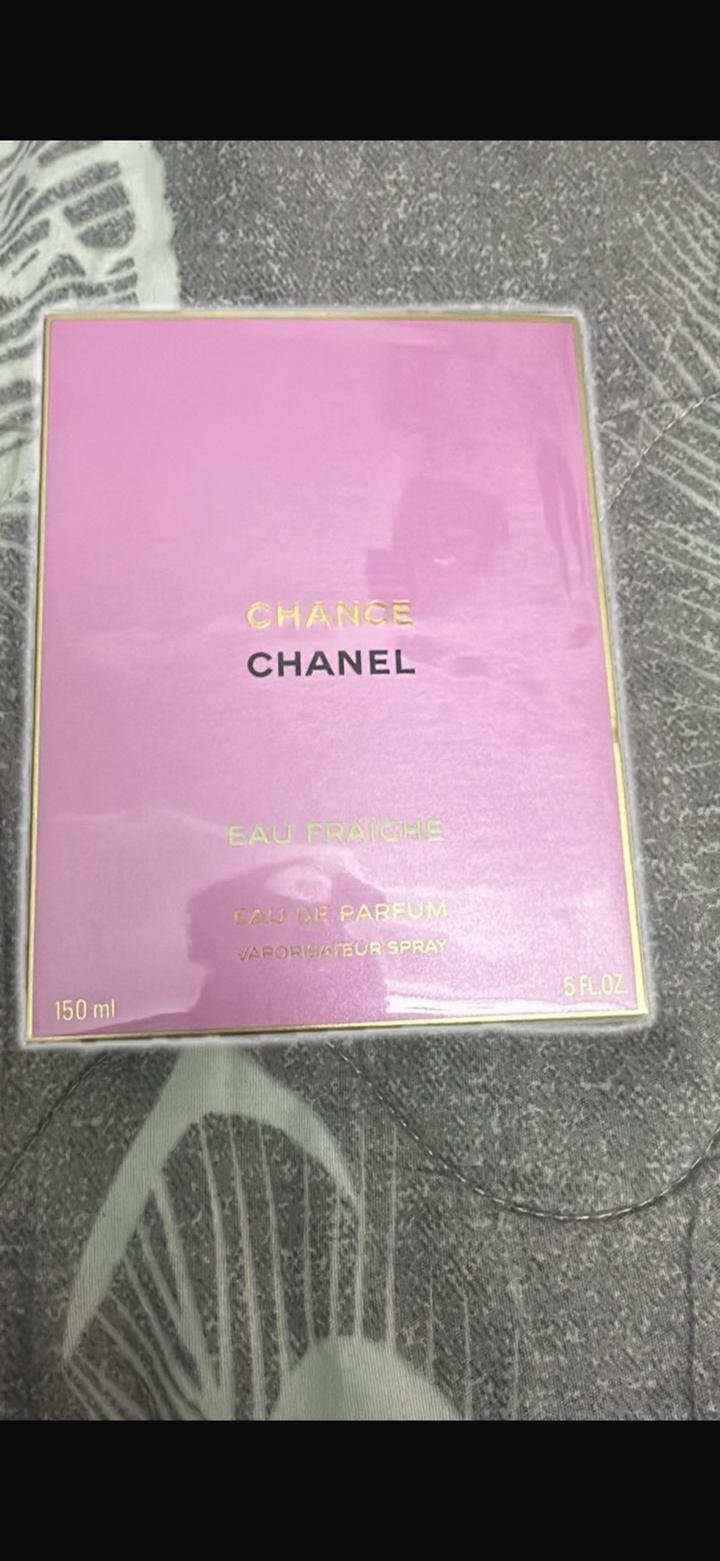 CHANCE
CHANEL
EAU FRAÎCHE
EAU DE PARFUM
VAPORISATEUR SPRAY
150 ml
5 FL.OZ.